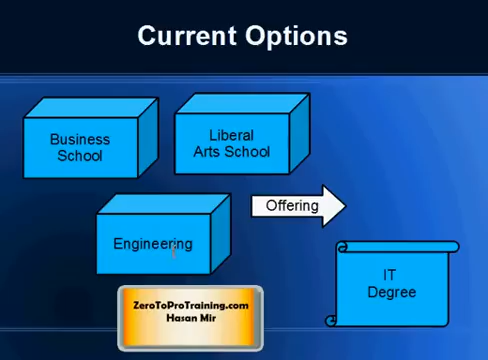 Current Options
Business
School
Liberal
Arts School
Engineering
Offering
IT
Degree
ZeroToProTraining.com
Hasan Mir